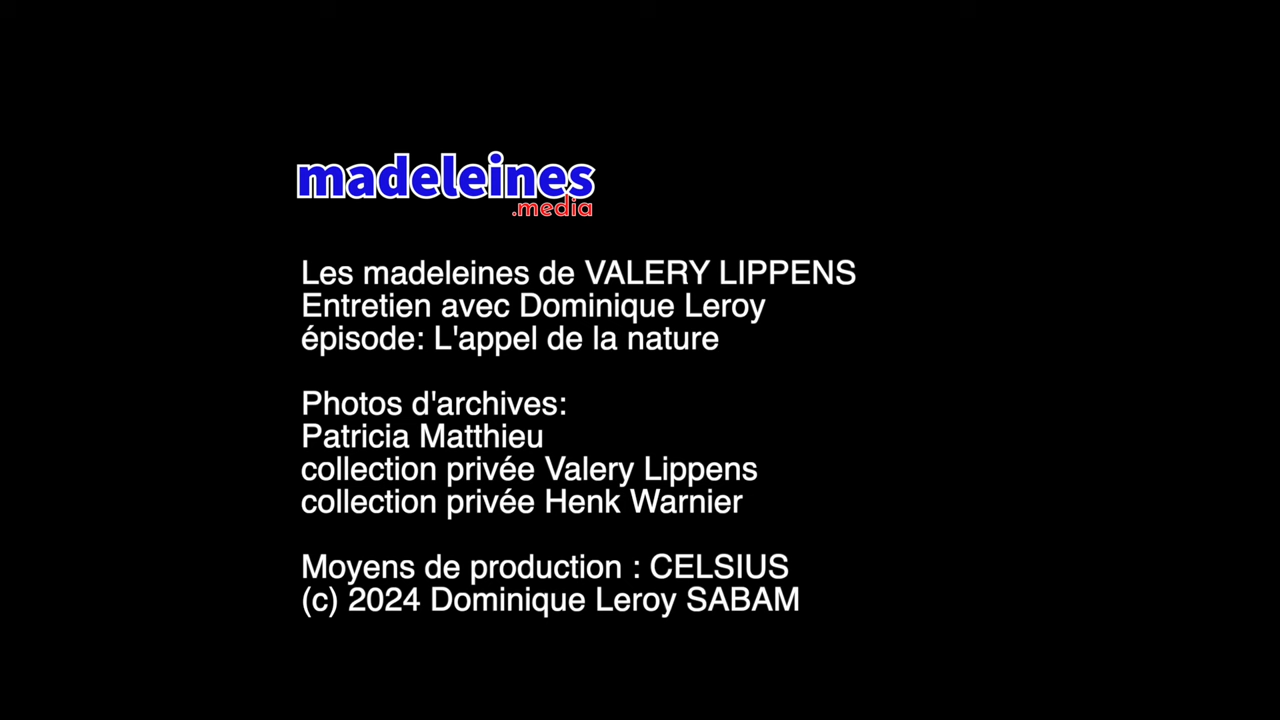 madeleines
.media
Les madeleines de VALERY LIPPENS
Entretien avec Dominique Leroy
épisode: L'appel de la nature
Photos d'archives:
Patricia Matthieu
collection privée Valery Lippens
collection privée Henk Warnier
Moyens de production : CELSIUS
(c) 2024 Dominique Leroy SABAM